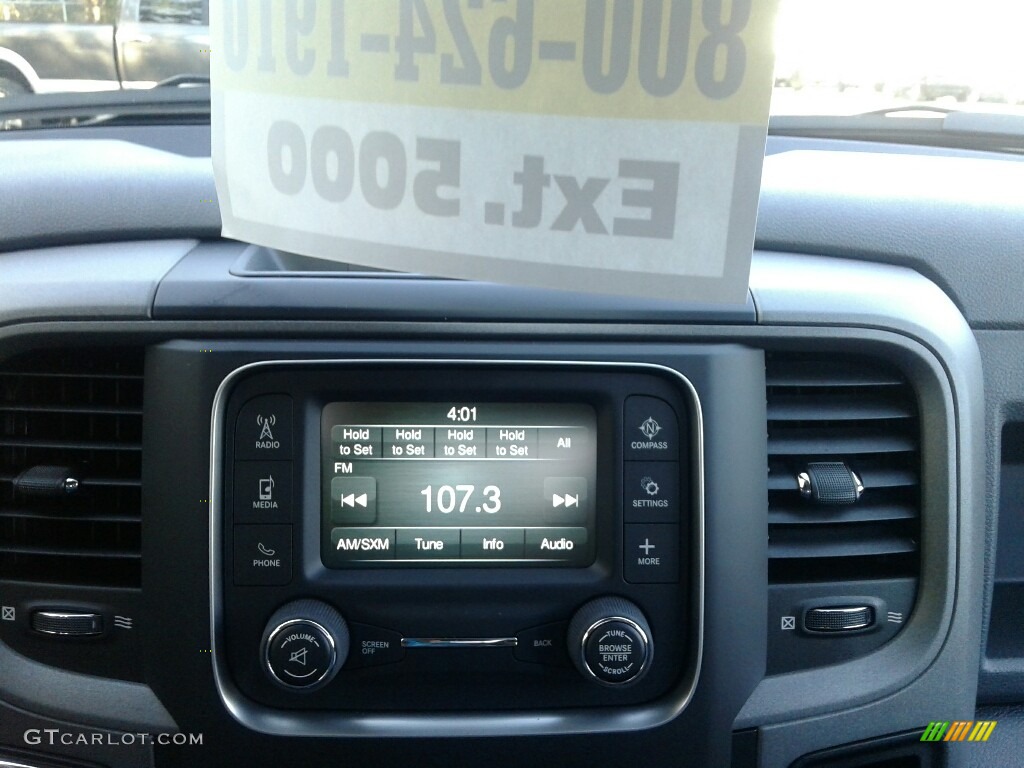 800-624-1910
Ext. 5000
4:01
Hold to Set Hold to Set Hold to Set Hold to Set All
FM
107.3
AM/SXM Tune Info Audio
RADIO
MEDIA
PHONE
COMPASS
SETTINGS
MORE
VOLUME
SCREEN OFF
BACK
TUNE
BROWSE
ENTER
SCROLL
GTCARLOT.COM